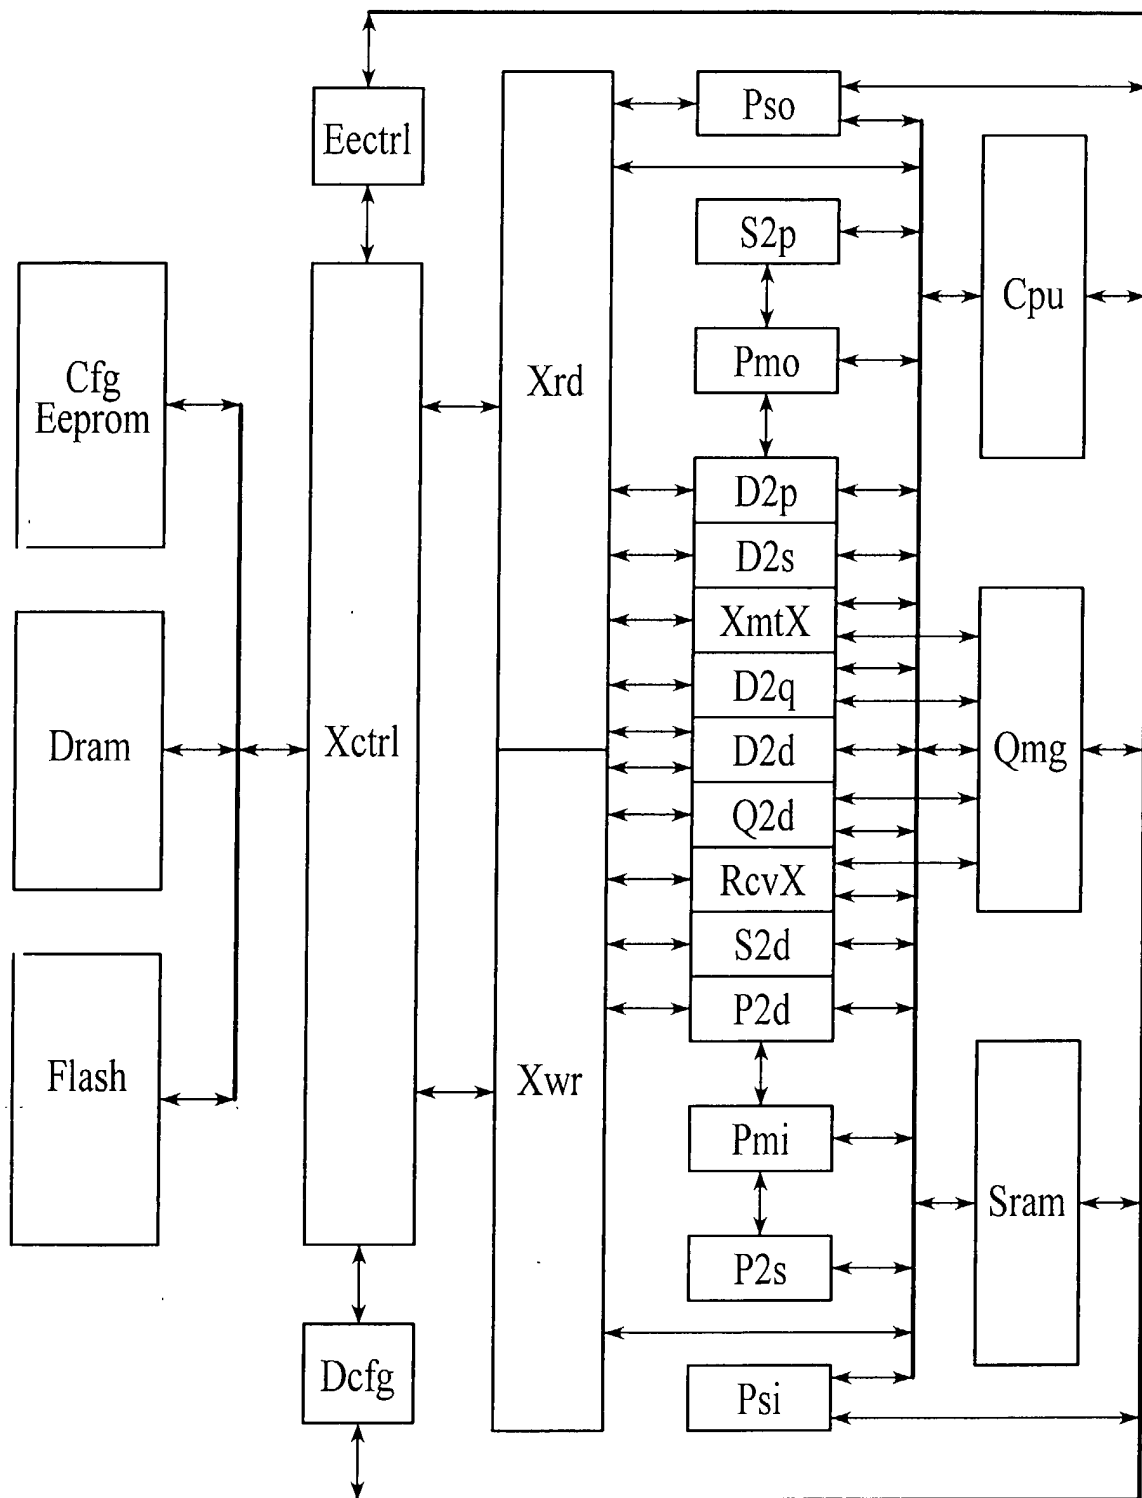 Eectrl
Pso
S2p
Cpu
Cfg
Eeprom
Xrd
Pmo
D2p
D2s
XmtX
D2q
Dram
Xctrl
D2d
Qmg
Q2d
RcvX
S2d
P2d
Flash
Xwr
Pmi
Sram
P2s
Dcfg
Psi